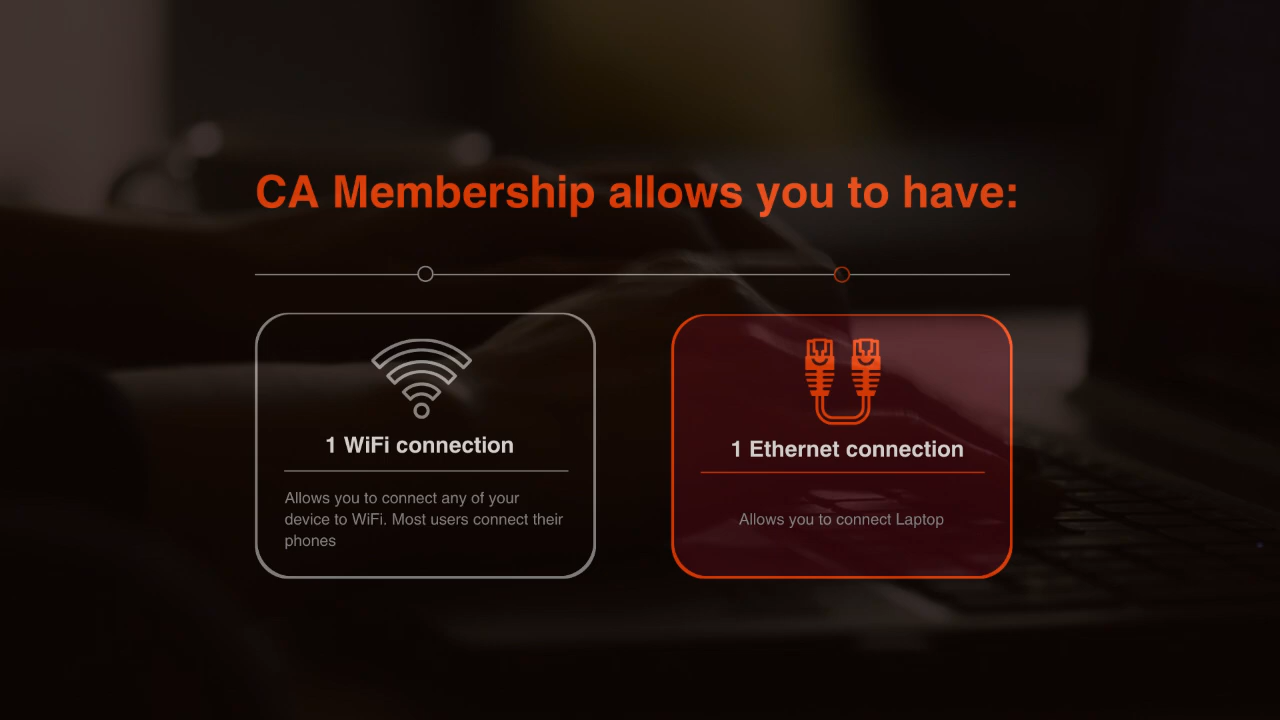 CA Membership allows you to have:
1 WiFi connection
Allows you to connect any of your
device to WiFi. Most users connect their
phones
1 Ethernet connection
Allows you to connect Laptop